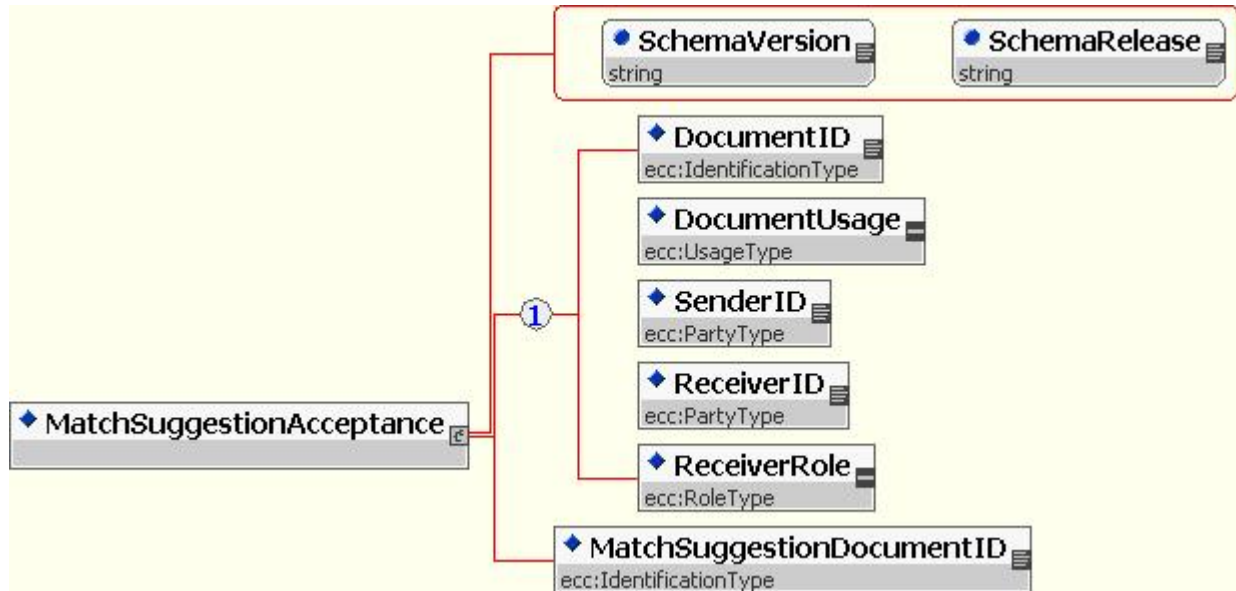 SchemaVersion
string
SchemaRelease
string
DocumentID
ecc:IdentificationType
DocumentUsage
ecc:UsageType
SenderID
ecc:PartyType
1
ReceiverID
ecc:PartyType
MatchSuggestionAcceptance
ReceiverRole
ecc:RoleType
MatchSuggestionDocumentID
ecc:IdentificationType